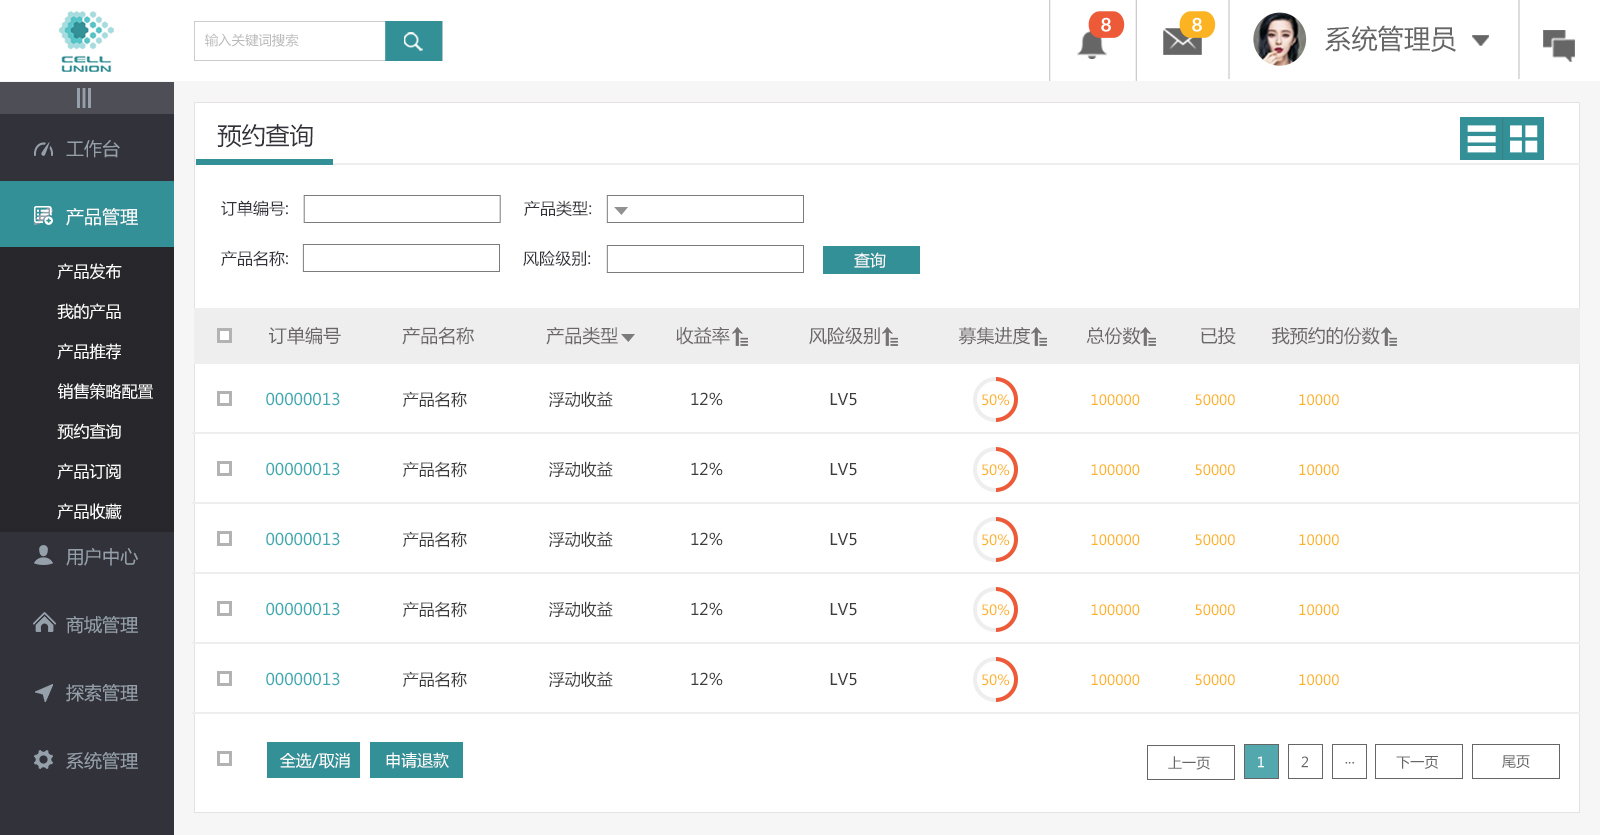 CELL
UNION
输入关键词搜索
8
8
系统管理员
工作台
产品管理
产品发布
我的产品
产品推荐
销售策略配置
预约查询
产品订阅
产品收藏
用户中心
商城管理
探索管理
系统管理
预约查询
订单编号: 产品类型:
产品名称: 风险级别: 查询
订单编号 产品名称 产品类型 收益率 风险级别 募集进度 总份数 已投 我预约的份数
00000013 产品名称 浮动收益 12% LV5 50% 100000 50000 10000
00000013 产品名称 浮动收益 12% LV5 50% 100000 50000 10000
00000013 产品名称 浮动收益 12% LV5 50% 100000 50000 10000
00000013 产品名称 浮动收益 12% LV5 50% 100000 50000 10000
00000013 产品名称 浮动收益 12% LV5 50% 100000 50000 10000
全选/取消 申请退款 上一页 1 2 ... 下一页 尾页